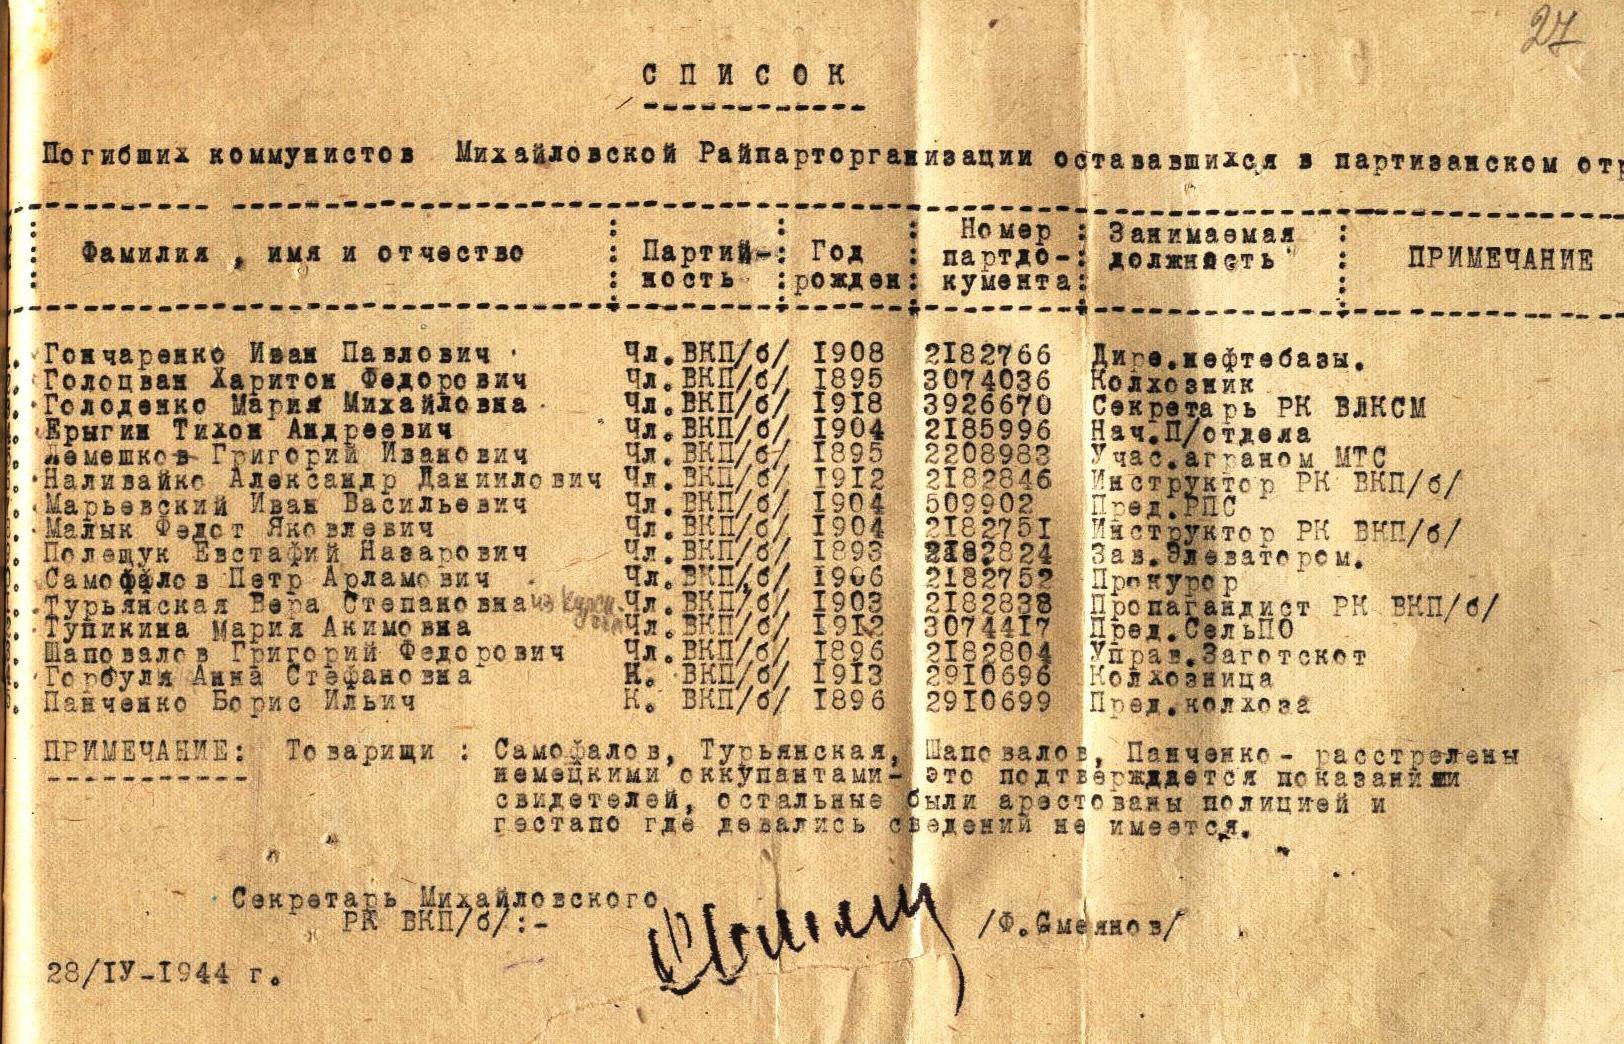 27
СПИСОК
Погибших коммунистов Михайловской Райпарторганизации остававшихся в партизанском отр
Фамилия, имя и отчество : Партий- : Год : Номер : Занимаемая : ПРИМЕЧАНИЕ
ность : рожден : партдо- : должность
кумента
Гончаренко Иван Павлович Чл.ВКП/б/ 1908 2182766 Дире.нефтебазы.
Голоцван Харитон Федорович Чл.ВКП/б/ 1895 3074036 Колхозник
Голоденко Мария Михайловна Чл.ВКП/б/ 1918 3926670 Секретарь РК ВЛКСМ
Ерыгин Тихон Андреевич Чл.ВКП/б/ 1904 2185996 Нач.П/отдела
Лемешков Григорий Иванович Чл.ВКП/б/ 1895 2208983 Учас.аграном МТС
Наливайко Александр Даниилович Чл.ВКП/б/ 1912 2182846 Инструктор РК ВКП/б/
Марьевский Иван Васильевич Чл.ВКП/б/ 1904 509902 Пред.РПС
Малык Федот Яковлевич Чл.ВКП/б/ 1904 2182751 Инструктор РК ВКП/б/
Полещук Евстафий Назарович Чл.ВКП/б/ 1893 2182824 Зав.Элеватором.
Самофалов Петр Арламович Чл.ВКП/б/ 1906 2182752 Прокурор
Турьянская Вера Степановна из Чл.ВКП/б/ 1903 2182838 Пропагандист РК ВКП/б/
Тупикина Мария Акимовна Чл.ВКП/б/ 1912 3074417 Пред.СельПО
Шаповалов Григорий Федорович Чл.ВКП/б/ 1896 2182804 Управ.Заготскот
Горбуля Анна Стефановна К. ВКП/б/ 1913 2910696 Колхозница
Панченко Борис Ильич К. ВКП/б/ 1896 2910699 Пред.колхоза
ПРИМЕЧАНИЕ: Товарищи : Самофалов, Турьянская, Шаповалов, Панченко- расстрелены
немецкими оккупантами- это подтверждается показаниями
свидетелей, остальные были арестованы полицией и
гестапо где девались сведений не имеется.
Секретарь Михайловского
РК ВКП/б/:- /Ф.Смеянов/
28/IУ-1944 г.